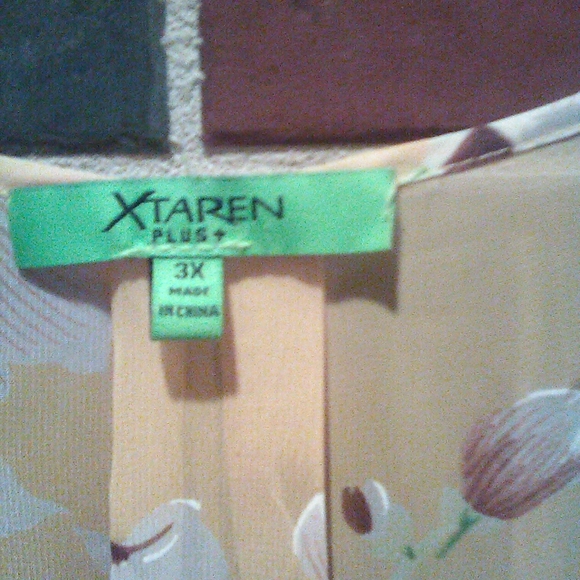 XTAREN
PLUS+
3X
MADE
IN CHINA